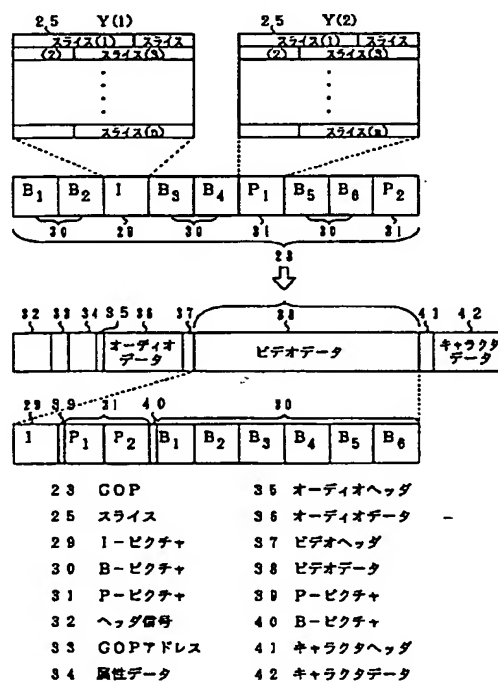 25 Y(1) 25 Y(2)
スライス(1) スライス スライス(1) スライス
(2) スライス(3) (2) スライス(3)
スライス(n) スライス(n)
B1 B2 I B3 B4 P1 B5 B6 P2
30 29 30 31 30 31
23
32 33 34 35 36 37 38 41 42
オーディオデータ ビデオデータ キャラクタデータ
29 39 31 40 30
I P1 P2 B1 B2 B3 B4 B5 B6
23 GOP 35 オーディオヘッダ
25 スライス 36 オーディオデータ
29 I-ピクチャ 37 ビデオヘッダ
30 B-ピクチャ 38 ビデオデータ
31 P-ピクチャ 39 P-ピクチャ
32 ヘッダ信号 40 B-ピクチャ
33 GOPアドレス 41 キャラクタヘッダ
34 属性データ 42 キャラクタデータ